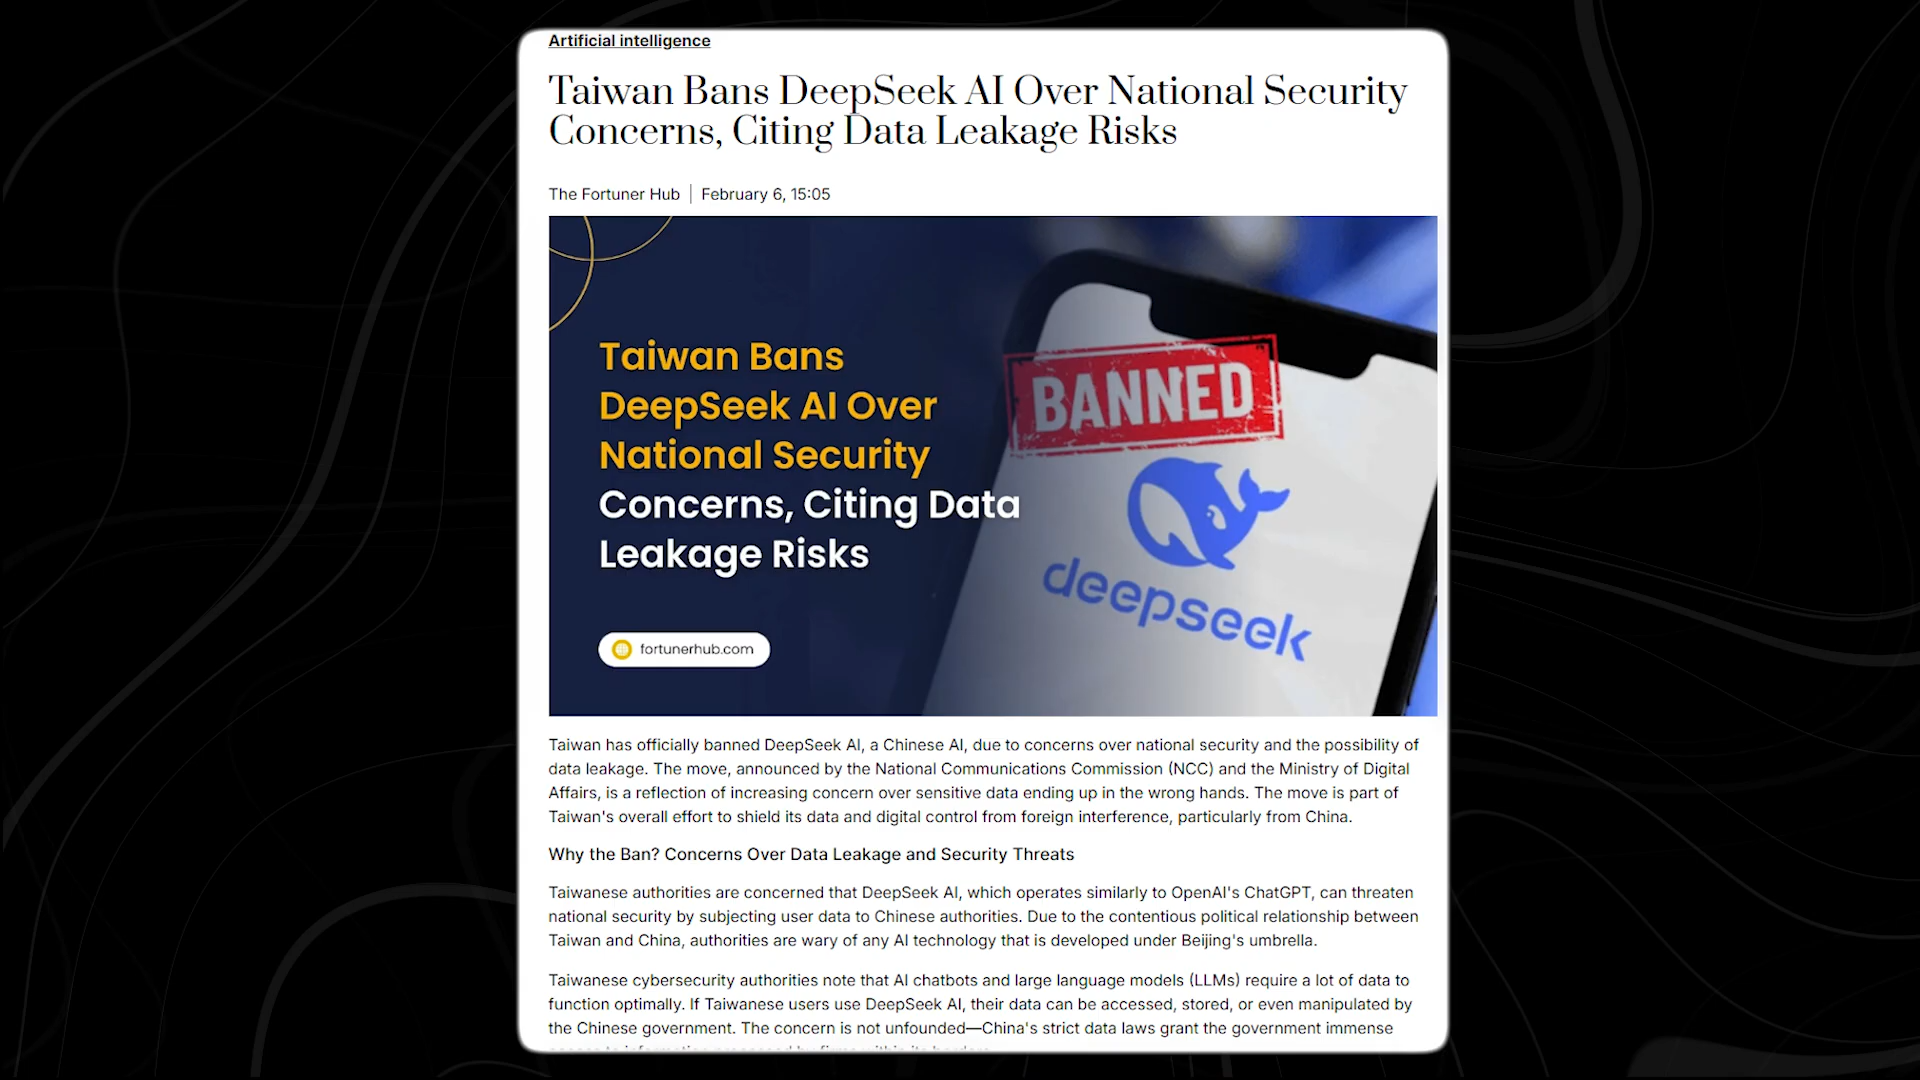 Artificial intelligence
Taiwan Bans DeepSeek AI Over National Security
Concerns, Citing Data Leakage Risks
The Fortuner Hub | February 6, 15:05
Taiwan Bans
DeepSeek AI Over
National Security
Concerns, Citing Data
Leakage Risks
BANNED
deepseek
fortunerhub.com
Taiwan has officially banned DeepSeek AI, a Chinese AI, due to concerns over national security and the possibility of
data leakage. The move, announced by the National Communications Commission (NCC) and the Ministry of Digital
Affairs, is a reflection of increasing concern over sensitive data ending up in the wrong hands. The move is part of
Taiwan's overall effort to shield its data and digital control from foreign interference, particularly from China.
Why the Ban? Concerns Over Data Leakage and Security Threats
Taiwanese authorities are concerned that DeepSeek AI, which operates similarly to OpenAI's ChatGPT, can threaten
national security by subjecting user data to Chinese authorities. Due to the contentious political relationship between
Taiwan and China, authorities are wary of any AI technology that is developed under Beijing's umbrella.
Taiwanese cybersecurity authorities note that AI chatbots and large language models (LLMs) require a lot of data to
function optimally. If Taiwanese users use DeepSeek AI, their data can be accessed, stored, or even manipulated by
the Chinese government. The concern is not unfounded—China's strict data laws grant the government immense